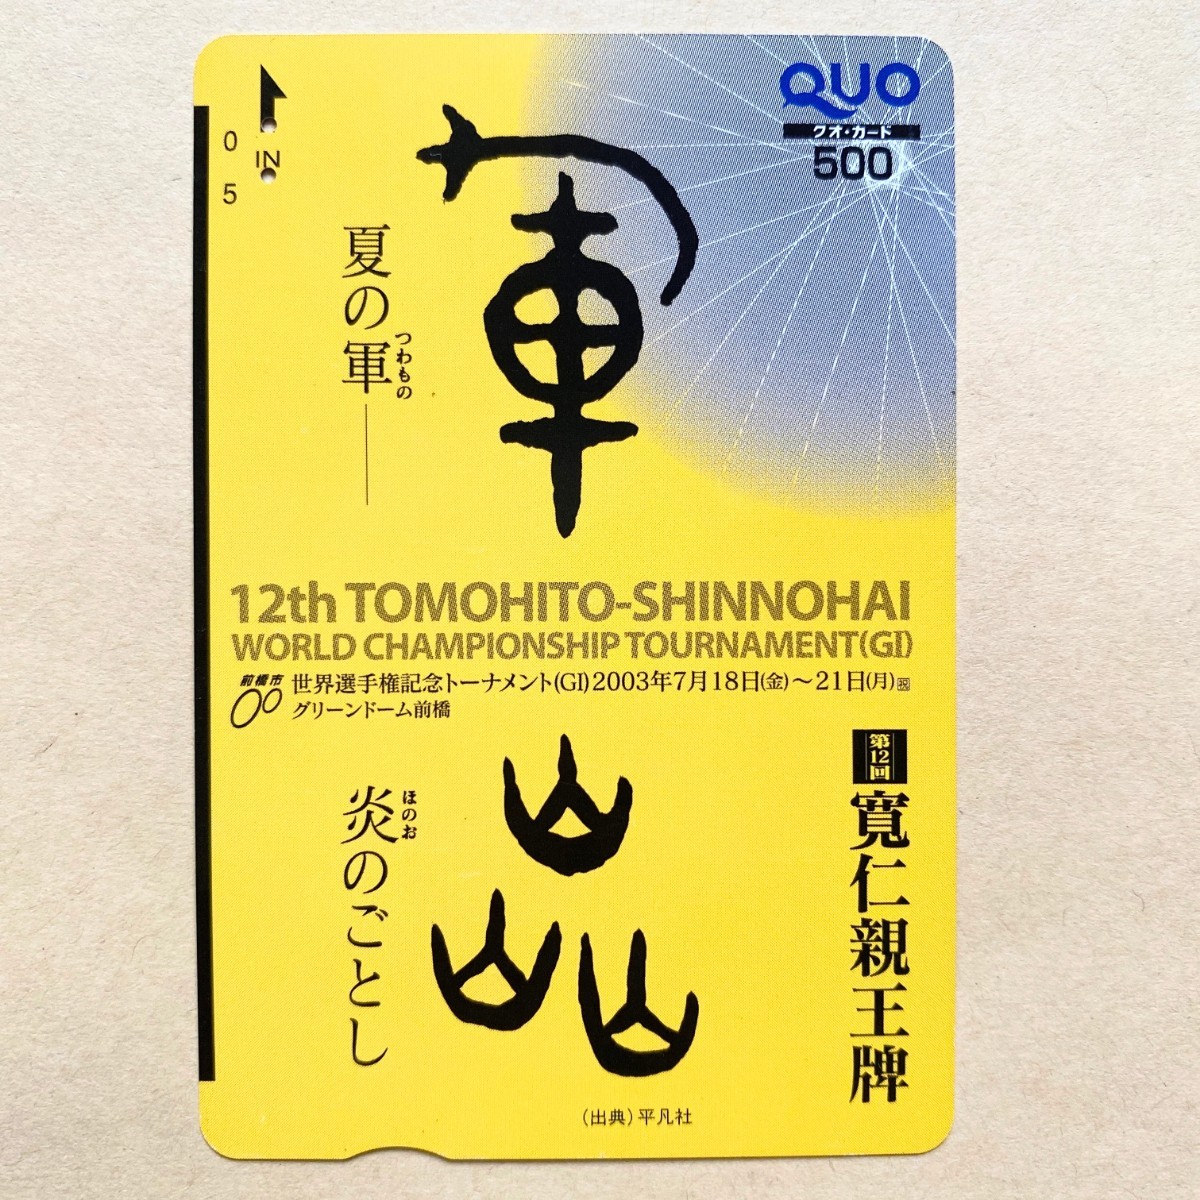 QUO
クオ・カード
500
0
5
IN
夏の軍
つわもの
12th TOMOHITO-SHINNOHAI
WORLD CHAMPIONSHIP TOURNAMENT(GI)
前橋市
世界選手権記念トーナメント(GI)2003年7月18日(金)～21日(月)㊗
グリーンドーム前橋
第12回
寬仁親王牌
炎のごとし
ほのお
(出典)平凡社